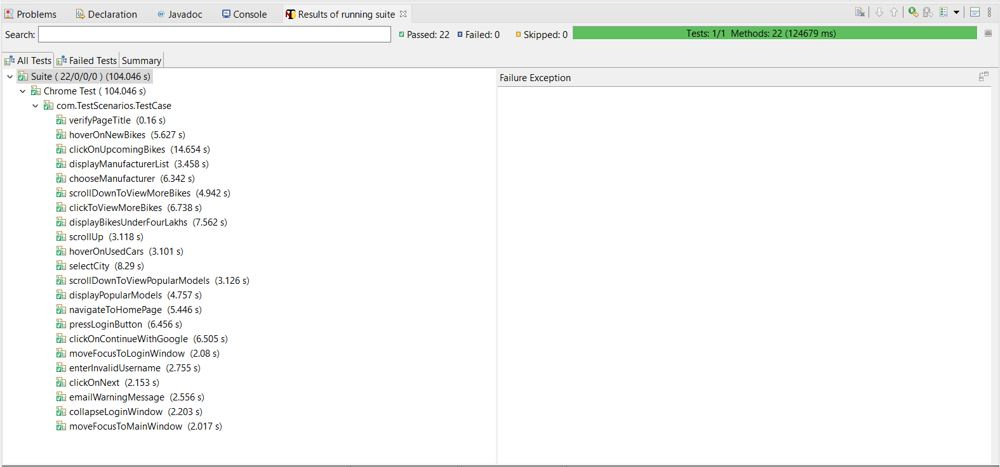 Problems Declaration @ Javadoc Console Results of running suite
Search: Passed: 22 Failed: 0 Skipped: 0 Tests: 1/1 Methods: 22 (124679 ms)
All Tests Failed Tests Summary
Suite ( 22/0/0/0 ) (104.046 s)
Failure Exception
Chrome Test ( 104.046 s)
com.TestScenarios.TestCase
verifyPageTitle (0.16 s)
hoverOnNewBikes (5.627 s)
clickOnUpcomingBikes (14.654 s)
displayManufacturerList (3.458 s)
chooseManufacturer (6.342 s)
scrollDownToViewMoreBikes (4.942 s)
clickToViewMoreBikes (6.738 s)
displayBikesUnderFourLakhs (7.562 s)
scrollUp (3.118 s)
hoverOnUsedCars (3.101 s)
selectCity (8.29 s)
scrollDownToViewPopularModels (3.126 s)
displayPopularModels (4.757 s)
navigateToHomePage (5.446 s)
pressLoginButton (6.456 s)
clickOnContinueWithGoogle (6.505 s)
moveFocusToLoginWindow (2.08 s)
enterInvalidUsername (2.755 s)
clickOnNext (2.153 s)
emailWarningMessage (2.556 s)
collapseLoginWindow (2.203 s)
moveFocusToMainWindow (2.017 s)